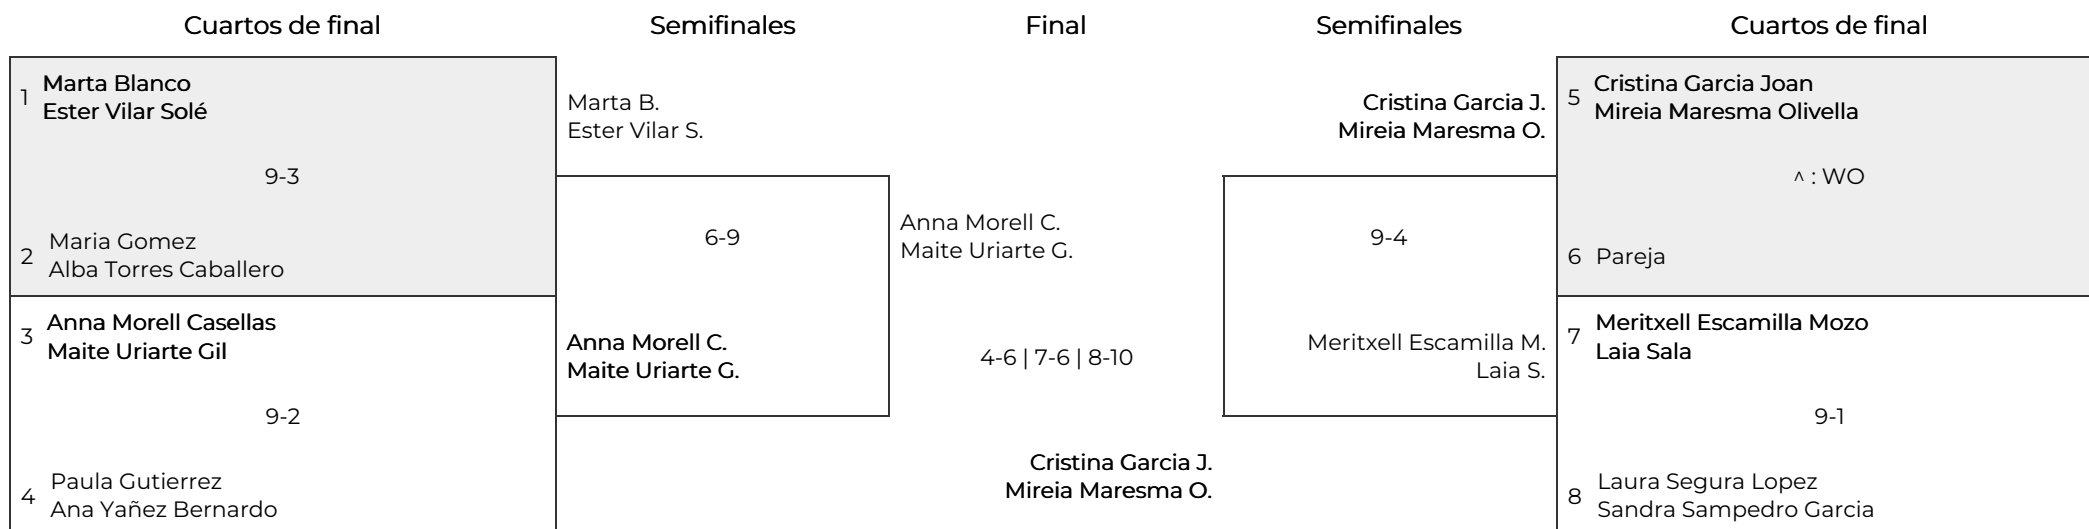 Cuartos de final
Semifinales
Final
Semifinales
Cuartos de final
1
Marta Blanco
Ester Vilar Solé
9-3
2
Maria Gomez
Alba Torres Caballero
3
Anna Morell Casellas
Maite Uriarte Gil
9-2
4
Paula Gutierrez
Ana Yañez Bernardo
Marta B.
Ester Vilar S.
6-9
Anna Morell C.
Maite Uriarte G.
Anna Morell C.
Maite Uriarte G.
4-6 | 7-6 | 8-10
Cristina Garcia J.
Mireia Maresma O.
Cristina Garcia J.
Mireia Maresma O.
9-4
Meritxell Escamilla M.
Laia S.
5
Cristina Garcia Joan
Mireia Maresma Olivella
^ : WO
6 Pareja
7
Meritxell Escamilla Mozo
Laia Sala
9-1
8
Laura Segura Lopez
Sandra Sampedro Garcia